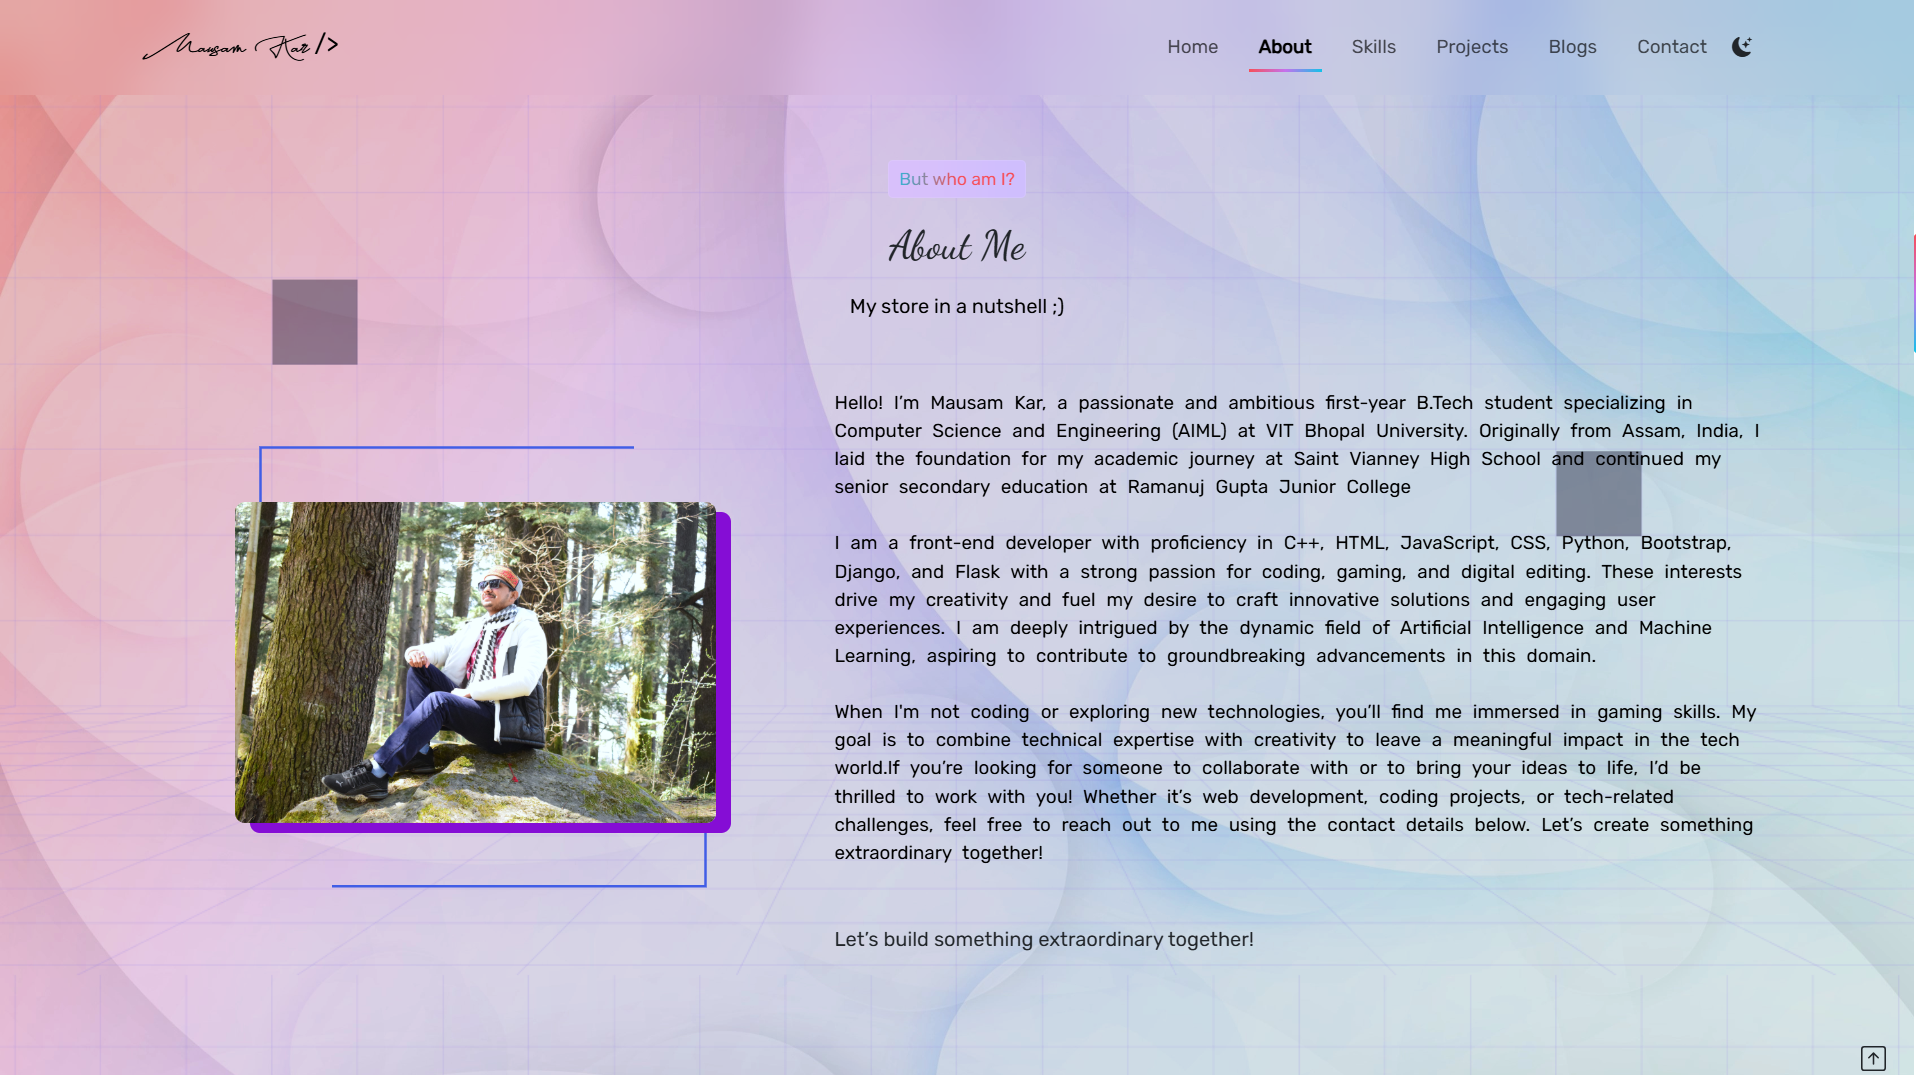 Mausam Kar />
Home About Skills Projects Blogs Contact
But who am I?
About Me
My store in a nutshell ;)
Hello! I’m Mausam Kar, a passionate and ambitious first-year B.Tech student specializing in
Computer Science and Engineering (AIML) at VIT Bhopal University. Originally from Assam, India, I
laid the foundation for my academic journey at Saint Vianney High School and continued my
senior secondary education at Ramanuj Gupta Junior College
I am a front-end developer with proficiency in C++, HTML, JavaScript, CSS, Python, Bootstrap,
Django, and Flask with a strong passion for coding, gaming, and digital editing. These interests
drive my creativity and fuel my desire to craft innovative solutions and engaging user
experiences. I am deeply intrigued by the dynamic field of Artificial Intelligence and Machine
Learning, aspiring to contribute to groundbreaking advancements in this domain.
When I'm not coding or exploring new technologies, you’ll find me immersed in gaming skills. My
goal is to combine technical expertise with creativity to leave a meaningful impact in the tech
world.If you’re looking for someone to collaborate with or to bring your ideas to life, I’d be
thrilled to work with you! Whether it’s web development, coding projects, or tech-related
challenges, feel free to reach out to me using the contact details below. Let’s create something
extraordinary together!
Let’s build something extraordinary together!